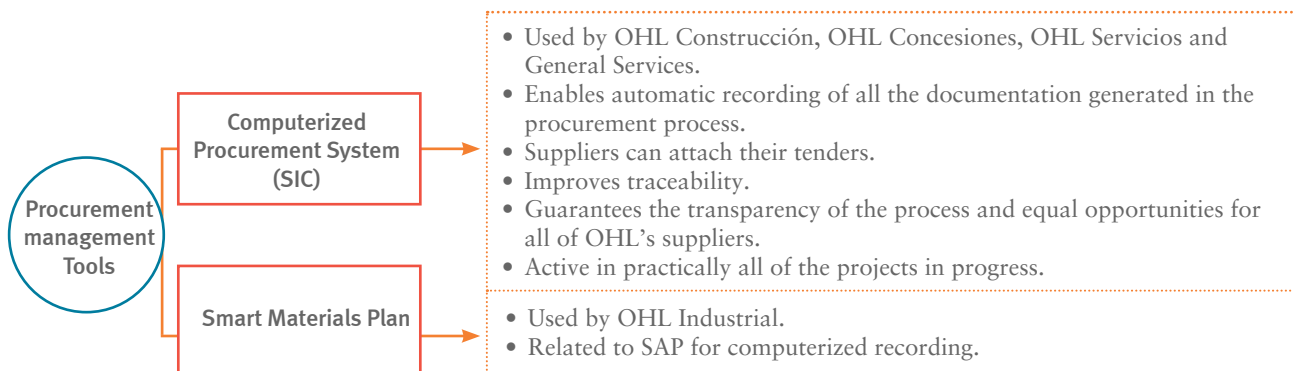 Procurement
management
Tools
Computerized
Procurement System
(SIC)
• Used by OHL Construcción, OHL Concesiones, OHL Servicios and
General Services.
• Enables automatic recording of all the documentation generated in the
procurement process.
• Suppliers can attach their tenders.
• Improves traceability.
• Guarantees the transparency of the process and equal opportunities for
all of OHL’s suppliers.
• Active in practically all of the projects in progress.
Smart Materials Plan
• Used by OHL Industrial.
• Related to SAP for computerized recording.